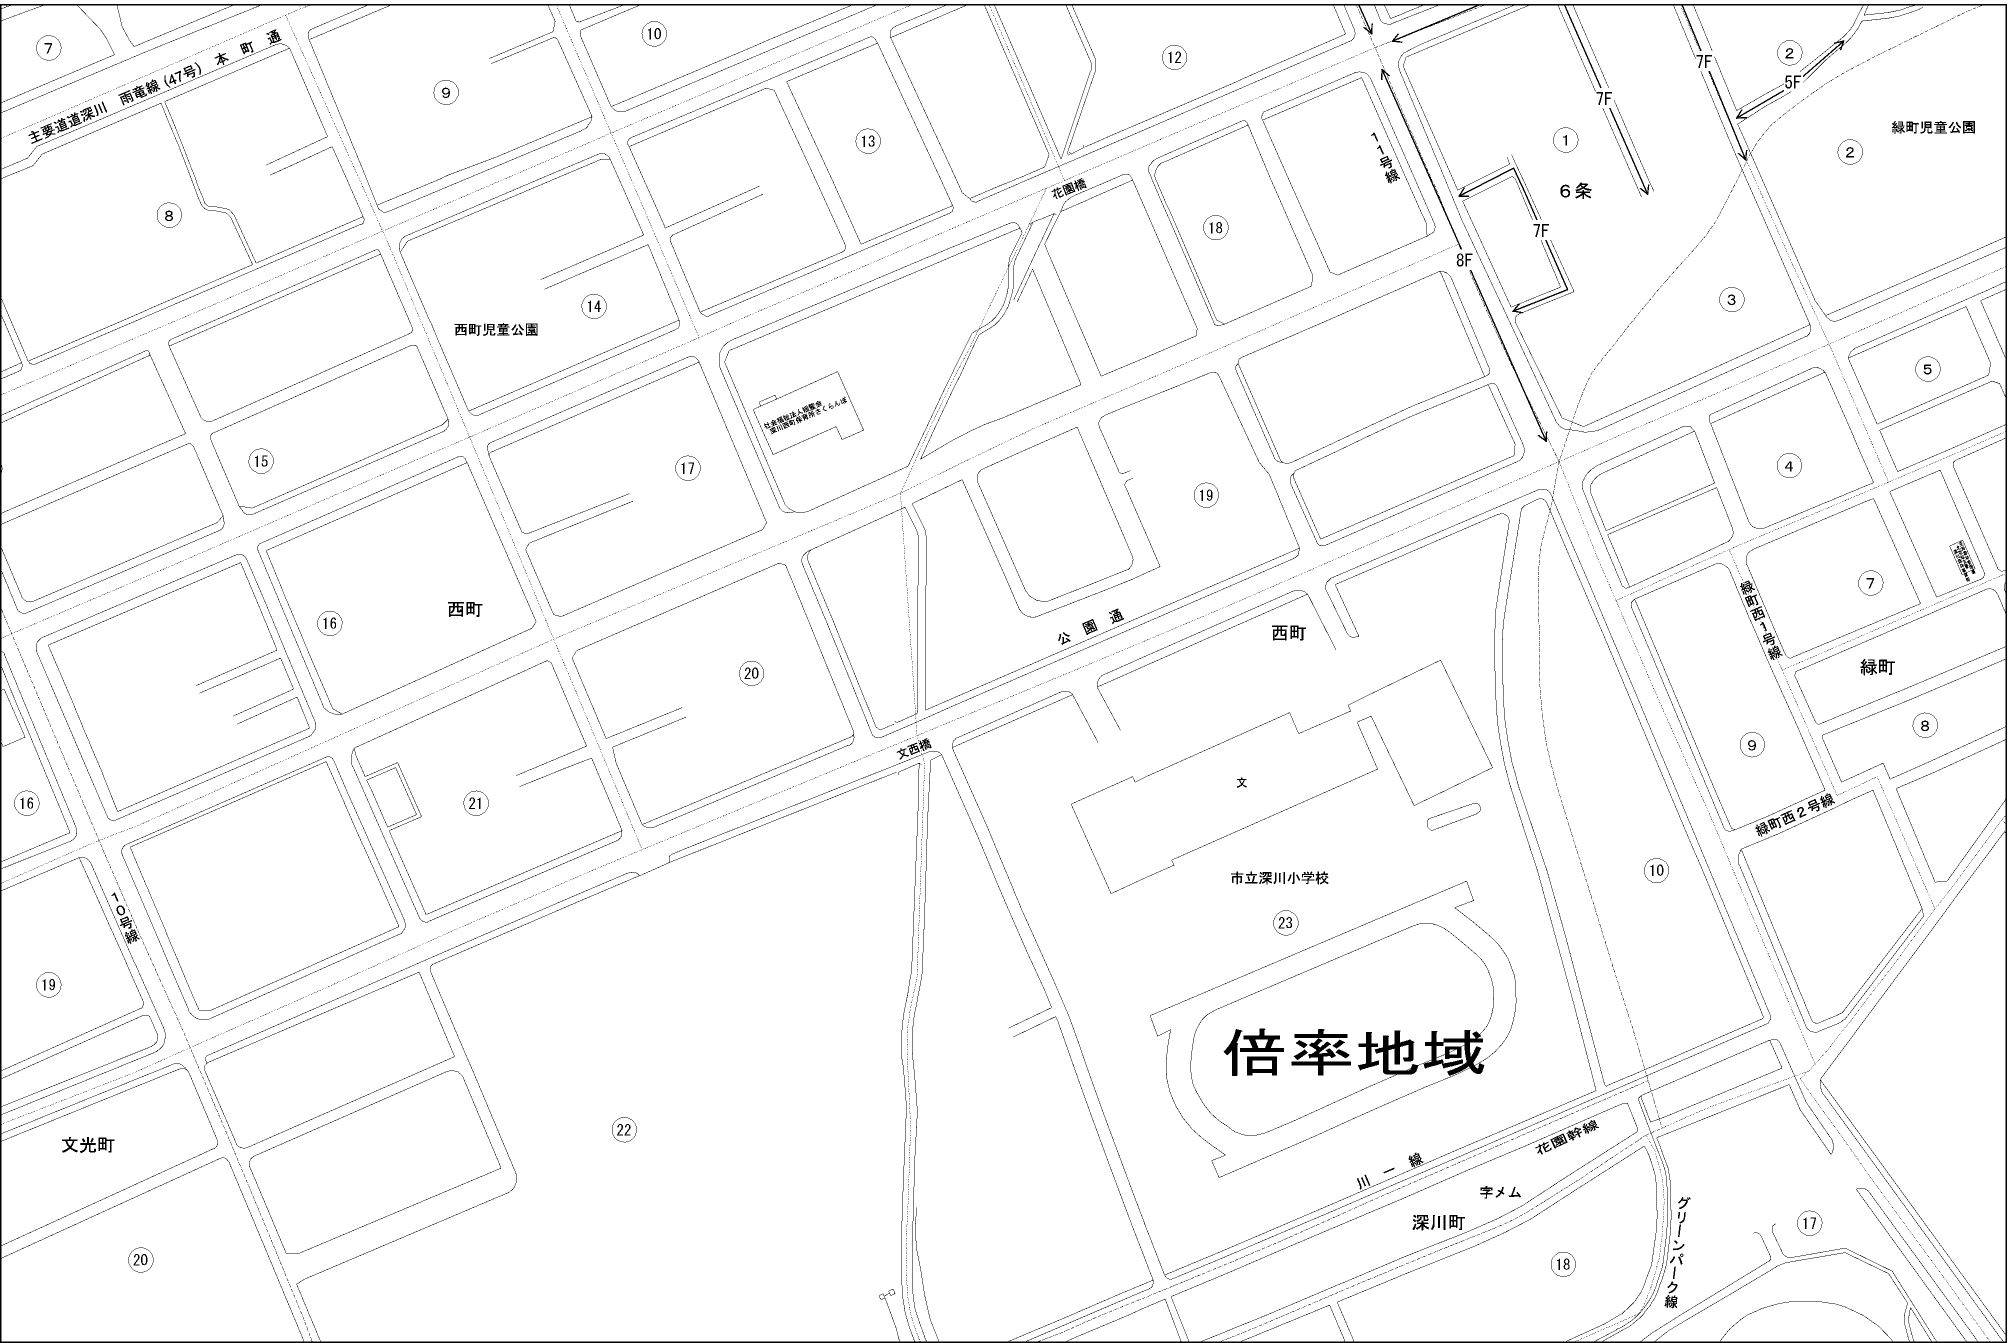 7
主要道道深川 雨竜線(47号) 本町通
8
9
10
12
13
花園橋
18
11号線
7F
7F
5F
2
2
緑町児童公園
1
6条
7F
8F
3
14
西町児童公園
15
17
19
5
4
7
緑町西1号線
緑町
16
西町
20
公園通
西町
9
8
緑町西2号線
16
21
文西橋
文
市立深川小学校
23
10
10号線
19
倍率地域
文光町
22
川一線
花園幹線
字メム
深川町
グリーンパーク線
17
18
20